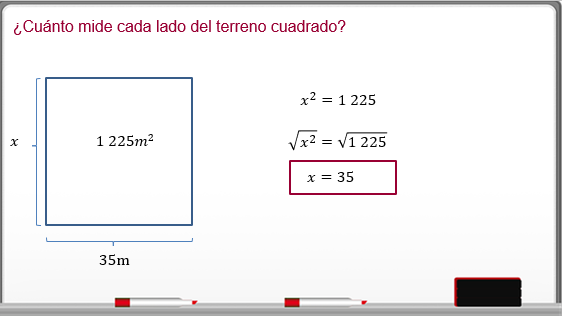 ¿Cuánto mide cada lado del terreno cuadrado?
x
1 225m²
35m
x² = 1 225
√x² = √1 225
x = 35